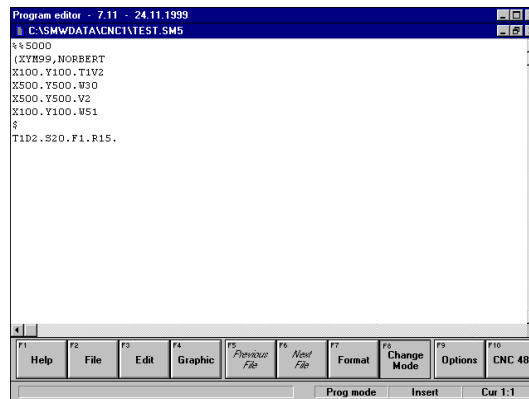 Program editor - 7.11 - 24.11.1999
C:\SMWDATA\CNC1\TEST.SM5
%%5000
(XYM99,NORBERT
X100.Y100.T1V2
X500.Y500.W30
X500.Y500.V2
X100.Y100.W51
$
T1D2.S20.F1.R15.
F1 Help F2 File F3 Edit F4 Graphic F5 Previous File F6 Next File F7 Format F8 Change Mode F9 Options F10 CNC 48
Prog mode Insert Cur 1:1